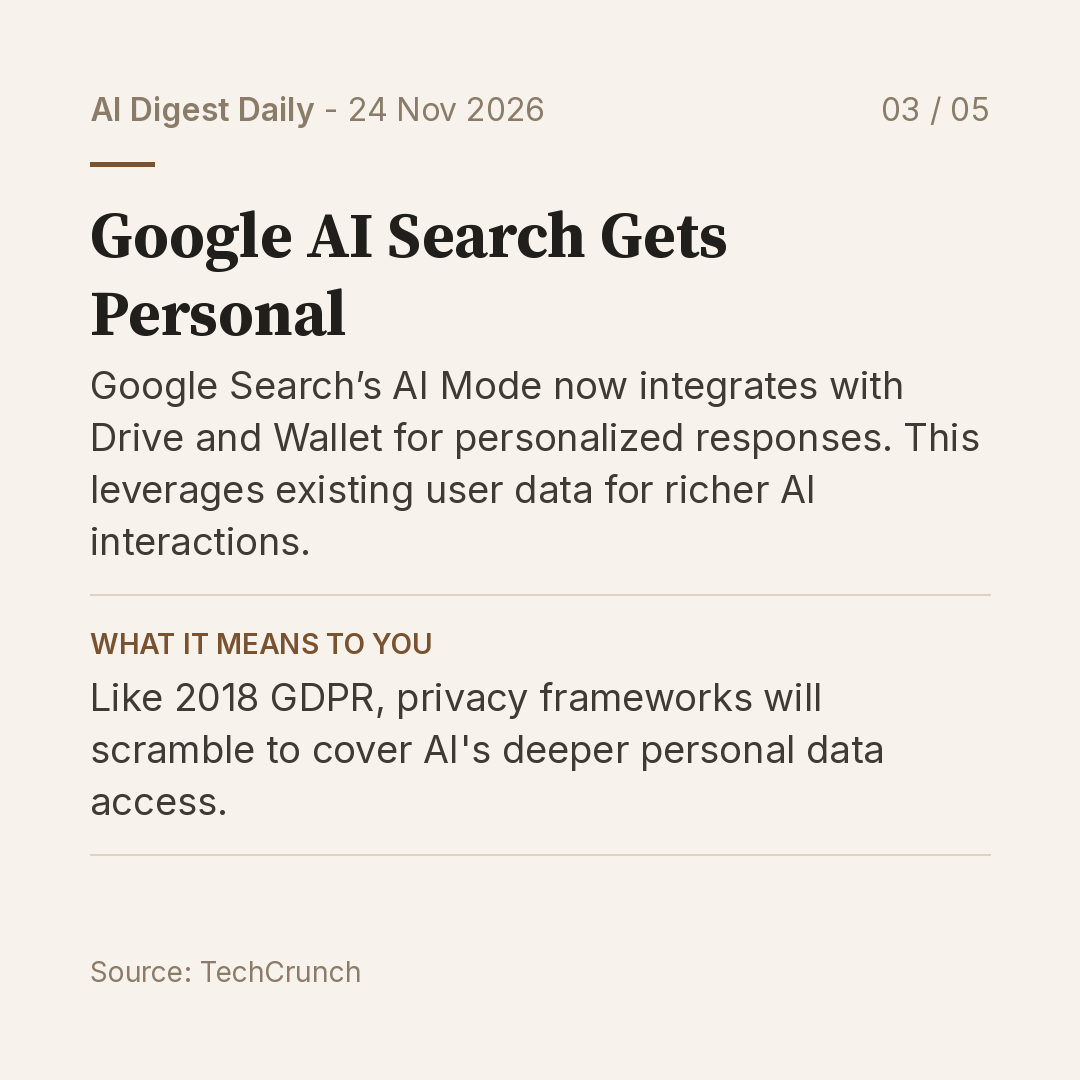 AI Digest Daily - 24 Nov 2026
03 / 05
Google AI Search Gets
Personal
Google Search’s AI Mode now integrates with
Drive and Wallet for personalized responses. This
leverages existing user data for richer AI
interactions.
WHAT IT MEANS TO YOU
Like 2018 GDPR, privacy frameworks will
scramble to cover AI's deeper personal data
access.
Source: TechCrunch